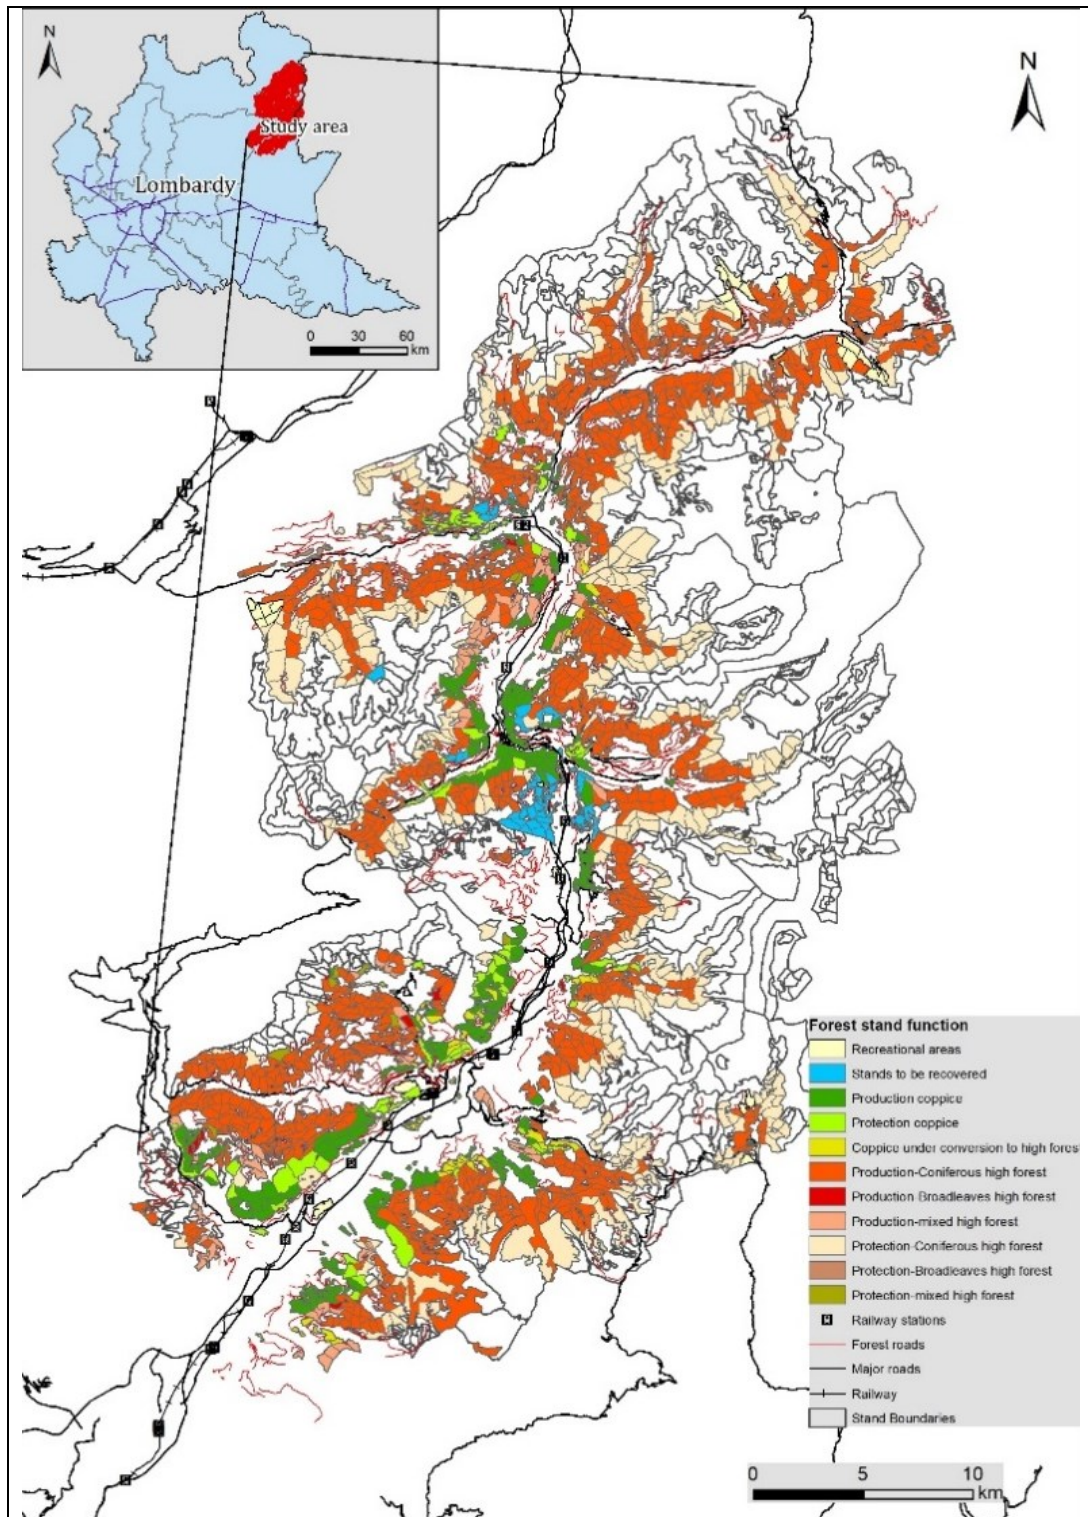 N
Study area
Lombardy
0 30 60
km
N
Forest stand function
Recreational areas
Stands to be recovered
Production coppice
Protection coppice
Coppice under conversion to high forest
Production-Coniferous high forest
Production-Broadleaves high forest
Production-mixed high forest
Protection-Coniferous high forest
Protection-Broadleaves high forest
Protection-mixed high forest
Railway stations
Forest roads
Major roads
Railway
Stand Boundaries
0 5 10
km